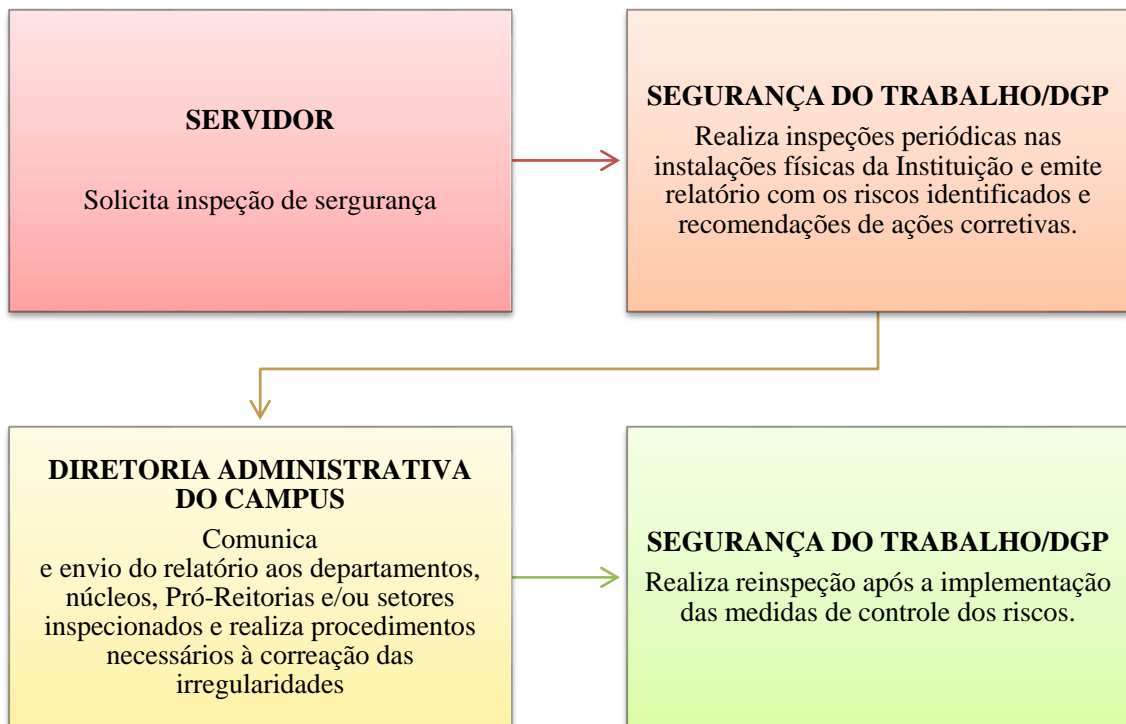 SERVIDOR
Solicita inspeção de sergurança
SEGURANÇA DO TRABALHO/DGP
Realiza inspeções periódicas nas
instalações físicas da Instituição e emite
relatório com os riscos identificados e
recomendações de ações corretivas.
DIRETORIA ADMINISTRATIVA
DO CAMPUS
Comunica
e envio do relatório aos departamentos,
núcleos, Pró-Reitorias e/ou setores
inspecionados e realiza procedimentos
necessários à correação das
irregularidades
SEGURANÇA DO TRABALHO/DGP
Realiza reinspeção após a implementação
das medidas de controle dos riscos.